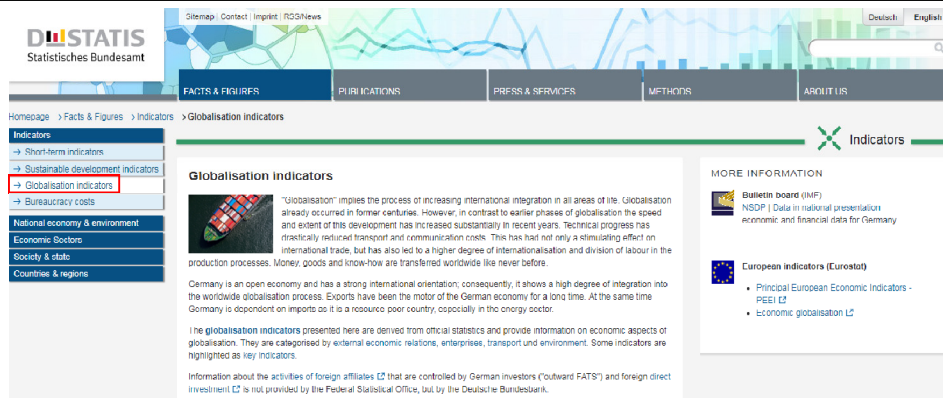 Sitemap | Contact | Imprint | RSS/News
Deutsch English
DESTATIS
Statistisches Bundesamt
FACTS & FIGURES PUBLICATIONS PRESS & SERVICES METHODS ABOUT US
Homepage > Facts & Figures > Indicators > Globalisation indicators
Indicators
→ Short-term indicators
→ Sustainable development indicators
→ Globalisation indicators
→ Bureaucracy costs
National economy & environment
Economic Sectors
Society & state
Countries & regions
Indicators
Globalisation indicators
"Globalisation" implies the process of increasing international integration in all areas of life. Globalisation
already occurred in former centuries. However, in contrast to earlier phases of globalisation the speed
and extent of this development has increased substantially in recent years. Technical progress has
drastically reduced transport and communication costs. This has had not only a stimulating effect on
international trade, but has also led to a higher degree of internationalisation and division of labour in the
production processes. Money, goods and know-how are transferred worldwide like never before.
Germany is an open economy and has a strong international orientation; consequently, it shows a high degree of integration into
the worldwide globalisation process. Exports have been the motor of the German economy for a long time. At the same time
Germany is dependent on imports as it is a resource poor country, especially in the energy sector.
The globalisation indicators presented here are derived from official statistics and provide information on economic aspects of
globalisation. They are categorised by external economic relations, enterprises, transport und environment. Some indicators are
highlighted as key indicators.
Information about the activities of foreign affiliates that are controlled by German investors ("outward FATS") and foreign direct
investment is not provided by the Federal Statistical Office, but by the Deutsche Bundesbank.
MORE INFORMATION
Bulletin board (IMF)
NSDP | Data in national presentation
economic and financial data for Germany
European indicators (Eurostat)
• Principal European Economic Indicators -
PEEI
• Economic globalisation